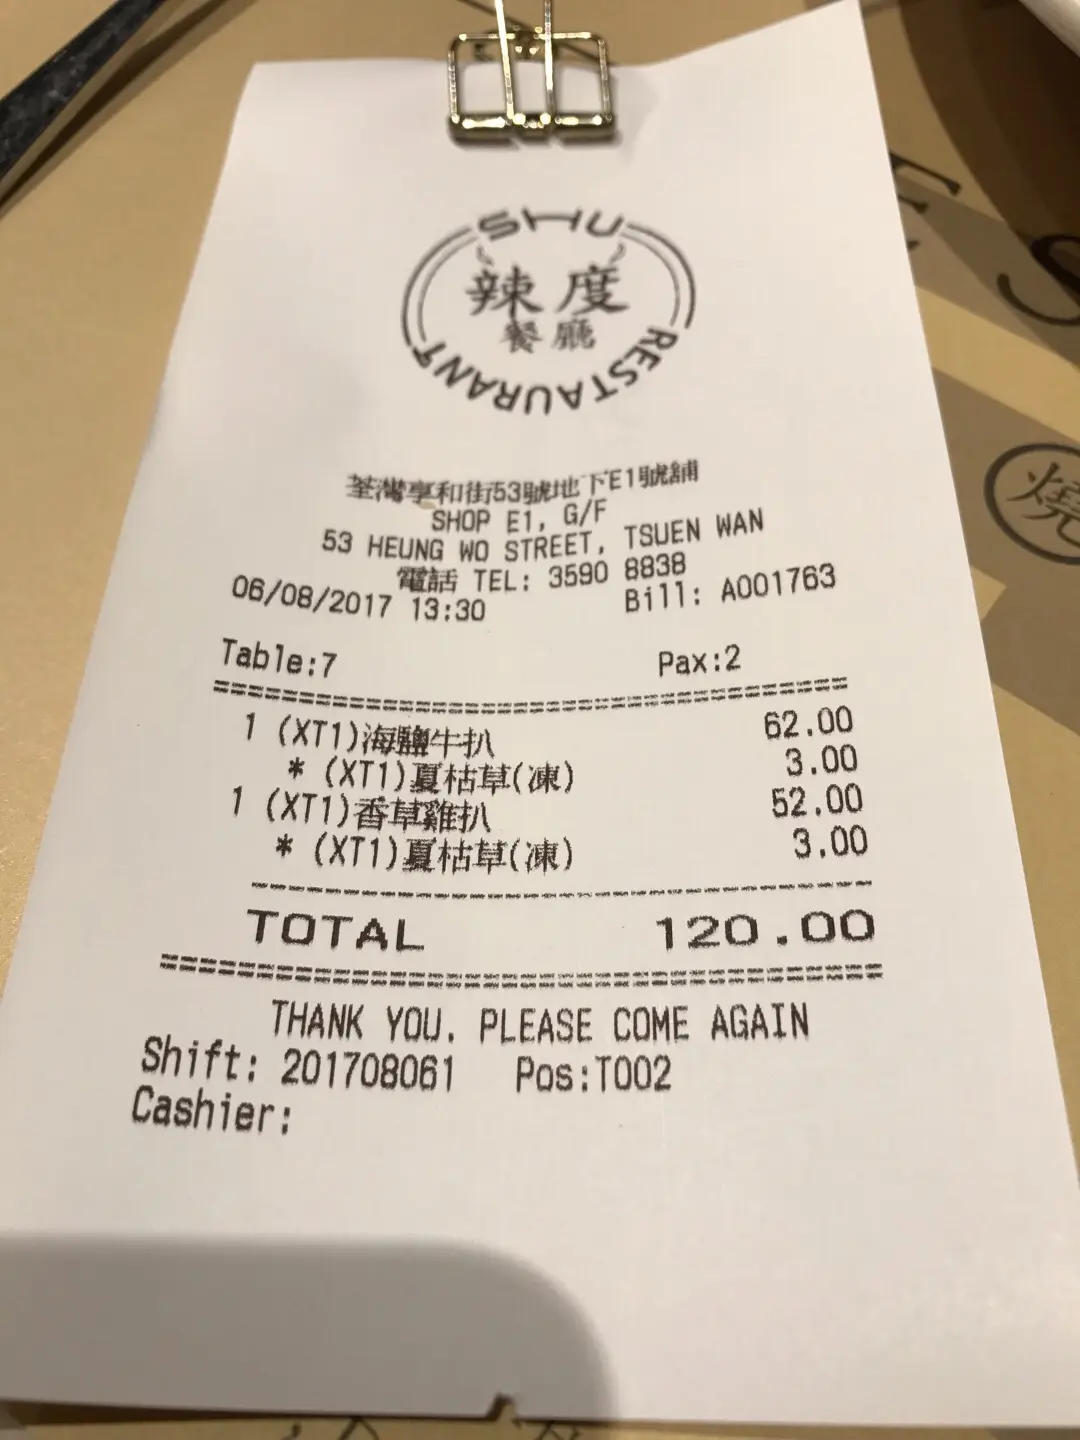 SHU
辣度
餐廳
RESTAURANT
荃灣享和街53號地下E1號舖
SHOP E1, G/F
53 HEUNG WO STREET, TSUEN WAN
電話 TEL: 3590 8838
06/08/2017 13:30 Bill: A001763
Table:7 Pax:2
1 (XT1)海鹽牛扒 62.00
* (XT1)夏枯草(凍) 3.00
1 (XT1)香草雞扒 52.00
* (XT1)夏枯草(凍) 3.00
TOTAL 120.00
THANK YOU. PLEASE COME AGAIN
Shift: 201708061 Pos:T002
Cashier:
燒